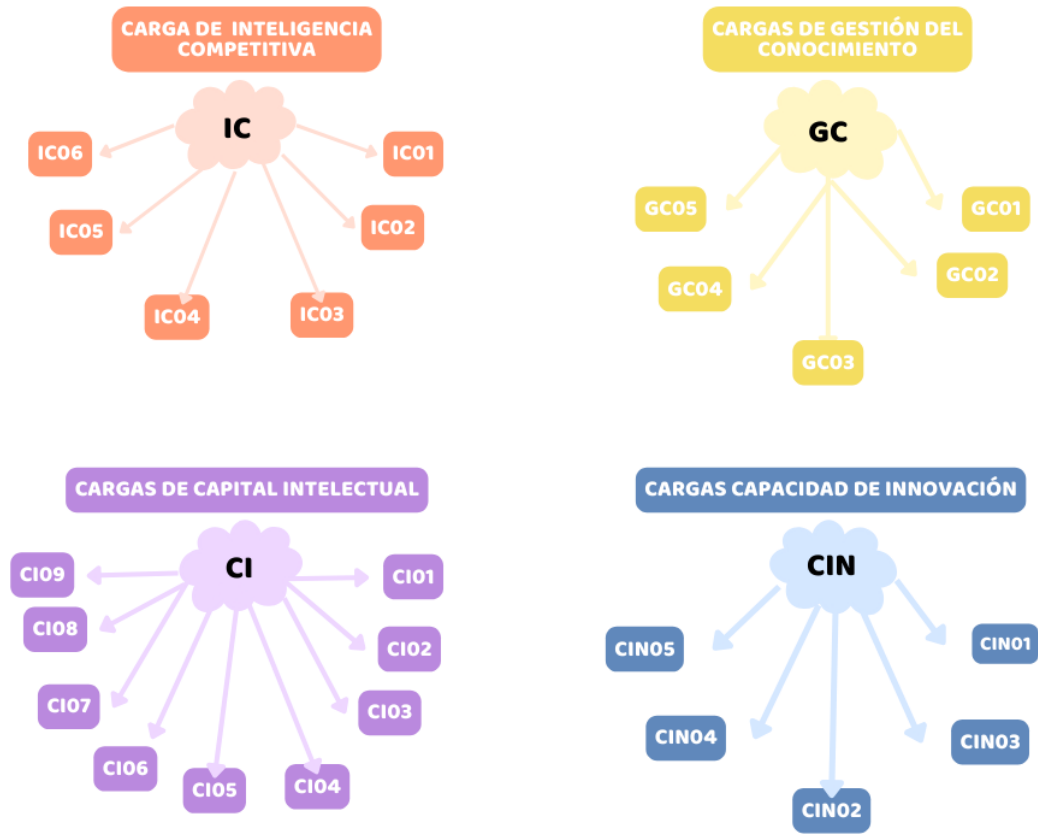 CARGA DE INTELIGENCIA
COMPETITIVA
IC
IC06
IC01
IC05
IC02
IC04
IC03
CARGAS DE GESTIÓN DEL
CONOCIMIENTO
GC
GC05
GC01
GC04
GC02
GC03
CARGAS DE CAPITAL INTELECTUAL
CI
CI09
CI01
CI08
CI02
CI07
CI03
CI06
CI05
CI04
CARGAS CAPACIDAD DE INNOVACIÓN
CIN
CIN05
CIN01
CIN04
CIN03
CIN02